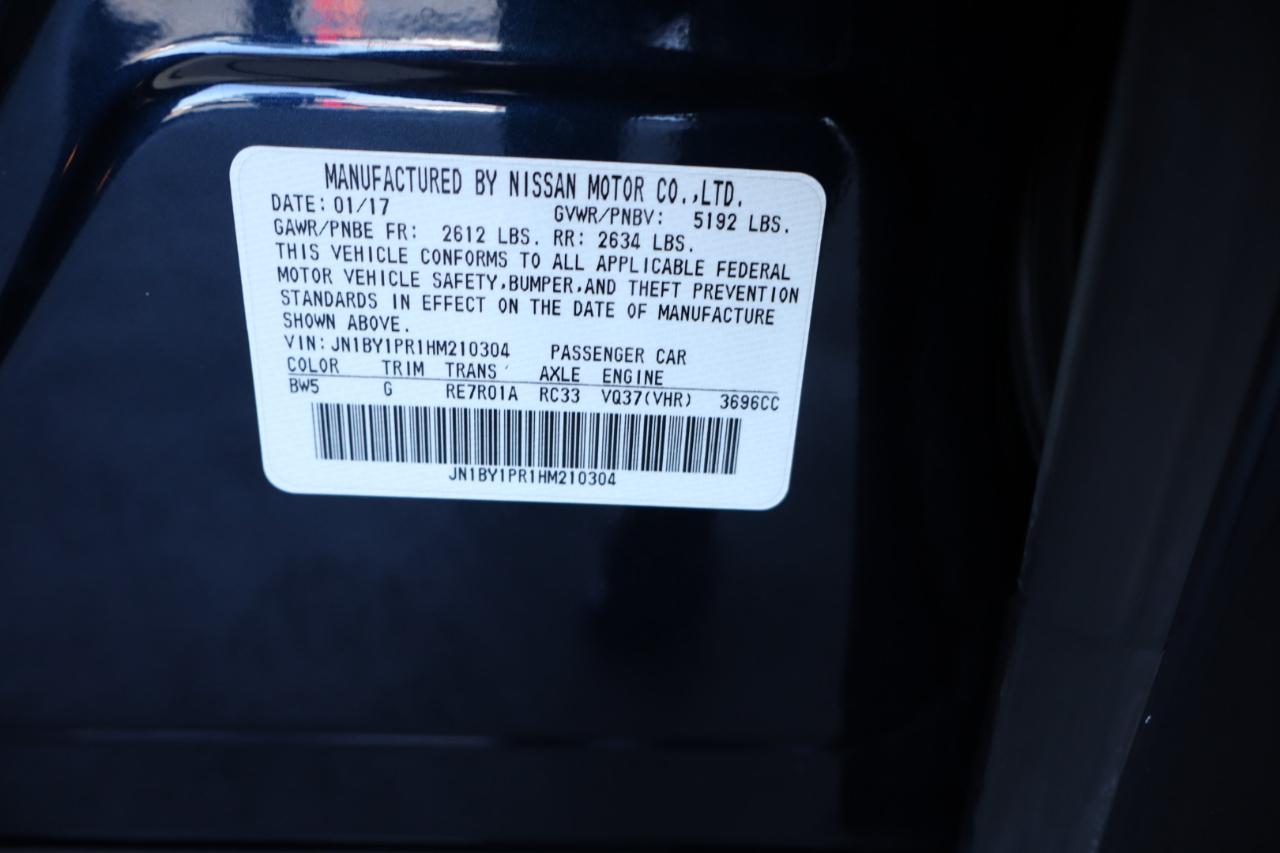 MANUFACTURED BY NISSAN MOTOR CO.,LTD.
DATE: 01/17 GVWR/PNBV: 5192 LBS.
GAWR/PNBE FR: 2612 LBS. RR: 2634 LBS.
THIS VEHICLE CONFORMS TO ALL APPLICABLE FEDERAL
MOTOR VEHICLE SAFETY,BUMPER,AND THEFT PREVENTION
STANDARDS IN EFFECT ON THE DATE OF MANUFACTURE
SHOWN ABOVE.
VIN: JN1BY1PR1HM210304 PASSENGER CAR
COLOR TRIM TRANS AXLE ENGINE
BW5 G RE7R01A RC33 VQ37(VHR) 3696CC
JN1BY1PR1HM210304